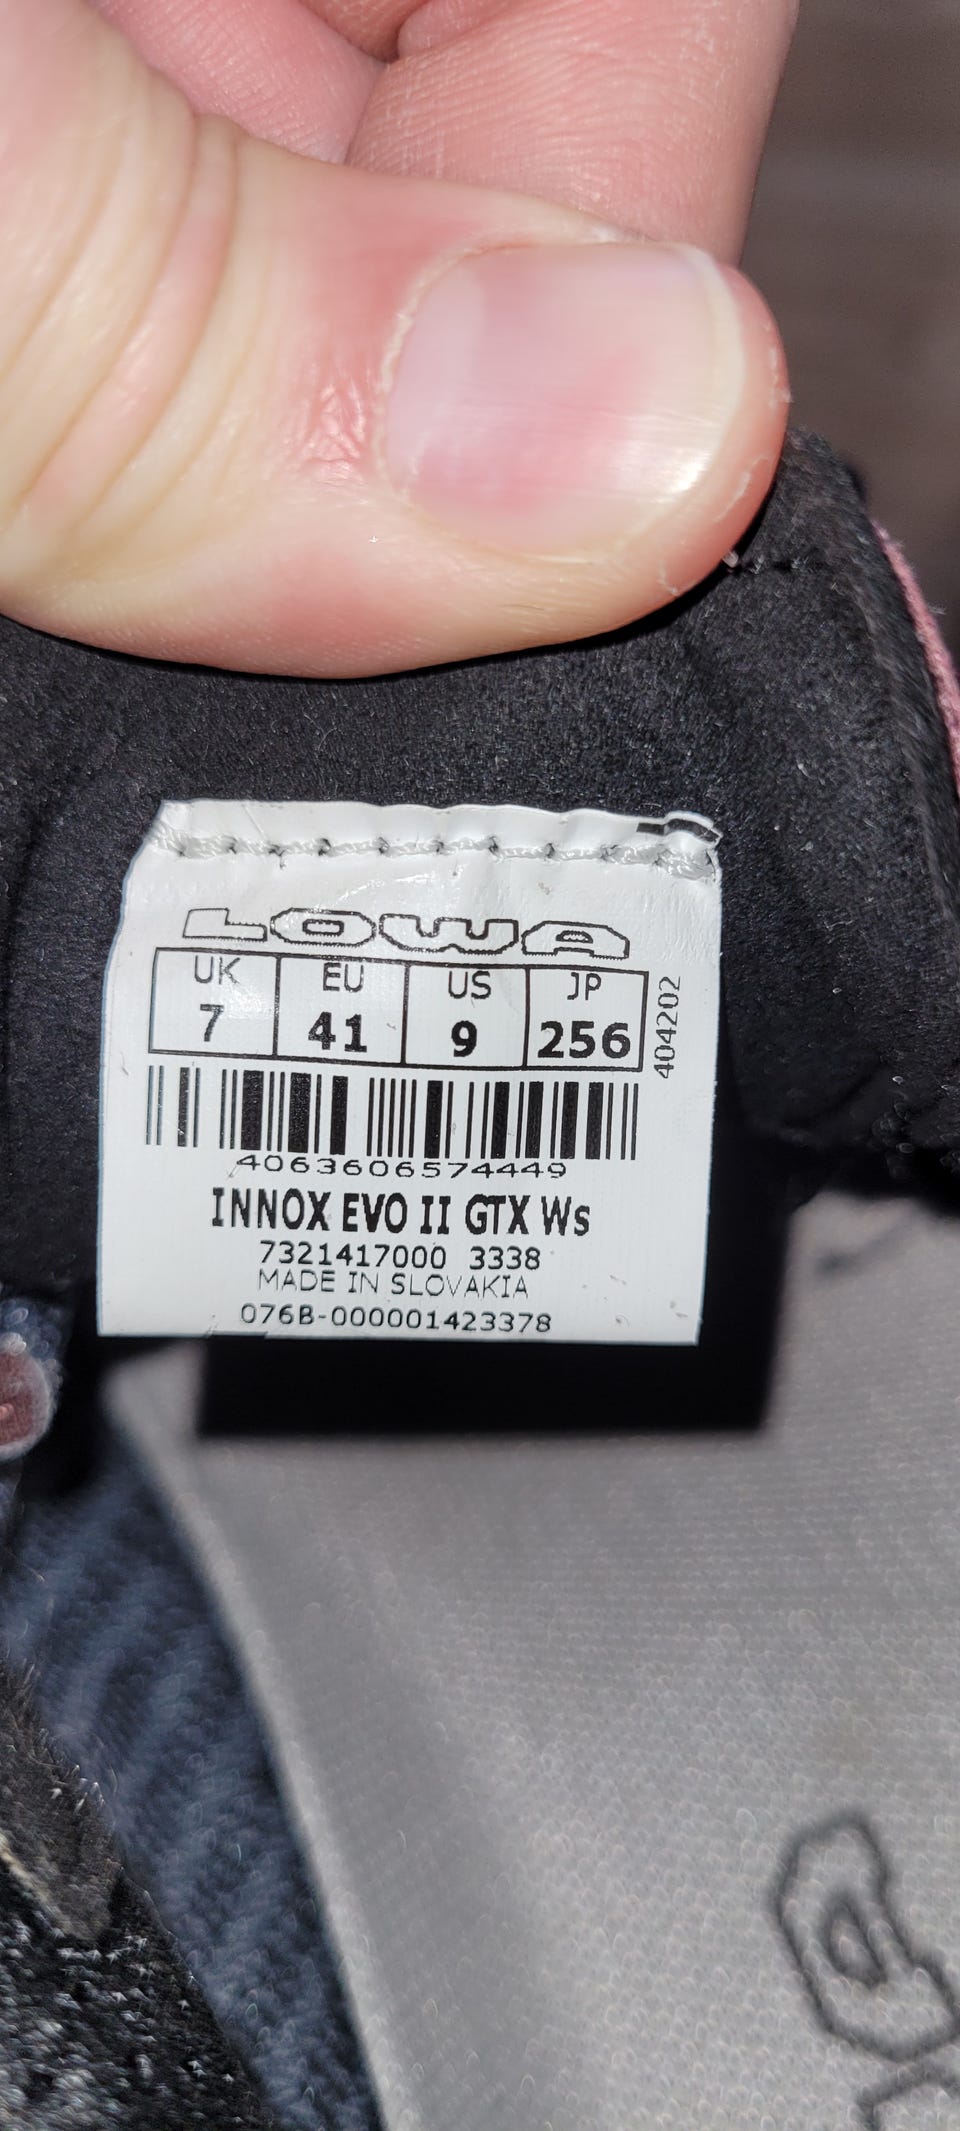 LOWA
UK EU US JP
7 41 9 256
404202
4063606574449
INNOX EVO II GTX Ws
7321417000 3338
MADE IN SLOVAKIA
076B-000001423378